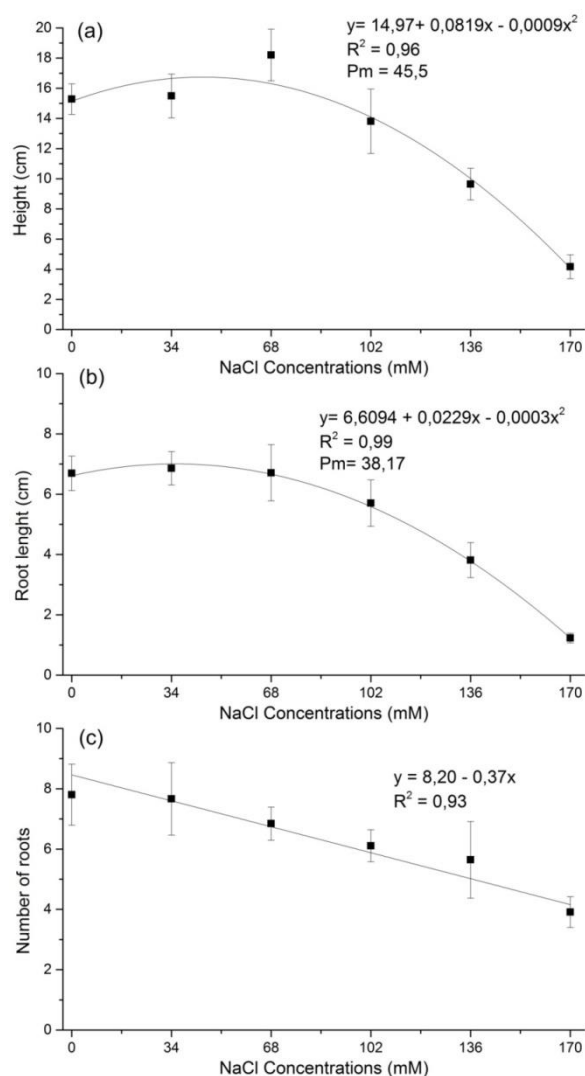 (a)
y= 14,97+ 0,0819x - 0,0009x²
R² = 0,96
Pm = 45,5
Height (cm)
20
18
16
14
12
10
8
6
4
2
0
0 34 68 102 136 170
NaCl Concentrations (mM)
(b)
y= 6,6094 + 0,0229x - 0,0003x²
R² = 0,99
Pm= 38,17
Root lenght (cm)
10
8
6
4
2
0
0 34 68 102 136 170
NaCl Concentrations (mM)
(c)
y = 8,20 - 0,37x
R² = 0,93
Number of roots
10
8
6
4
2
0
0 34 68 102 136 170
NaCl Concentrations (mM)